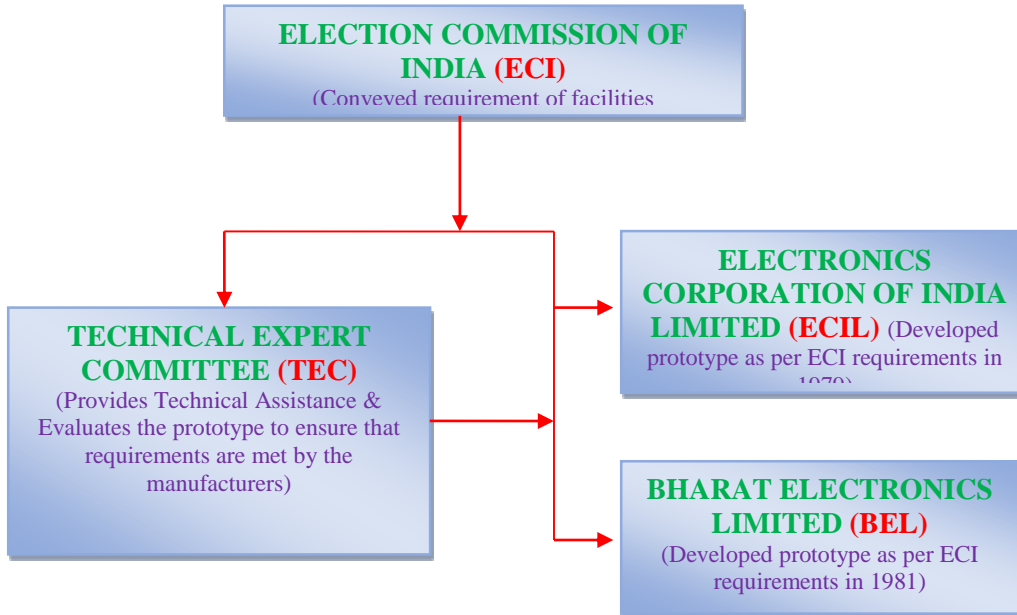 ELECTION COMMISSION OF
INDIA (ECI)
(Conveyed requirement of facilities
ELECTRONICS
CORPORATION OF INDIA
LIMITED (ECIL) (Developed
prototype as per ECI requirements in
TECHNICAL EXPERT
COMMITTEE (TEC)
(Provides Technical Assistance &
Evaluates the prototype to ensure that
requirements are met by the
manufacturers)
BHARAT ELECTRONICS
LIMITED (BEL)
(Developed prototype as per ECI
requirements in 1981)